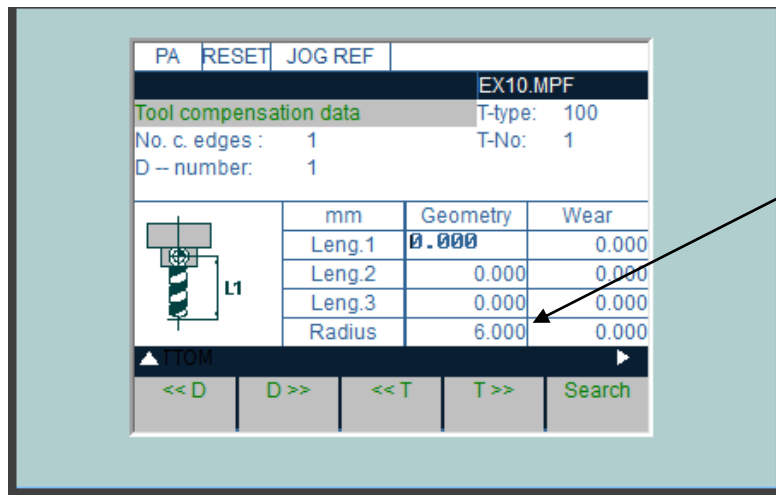 PA RESET JOG REF
EX10.MPF
Tool compensation data T-type: 100
No. c. edges : 1 T-No: 1
D -- number: 1
mm Geometry Wear
Leng.1 0.000 0.000
Leng.2 0.000 0.000
L1
Leng.3 0.000 0.000
Radius 6.000 0.000
TTOM
<< D D >> << T T >> Search